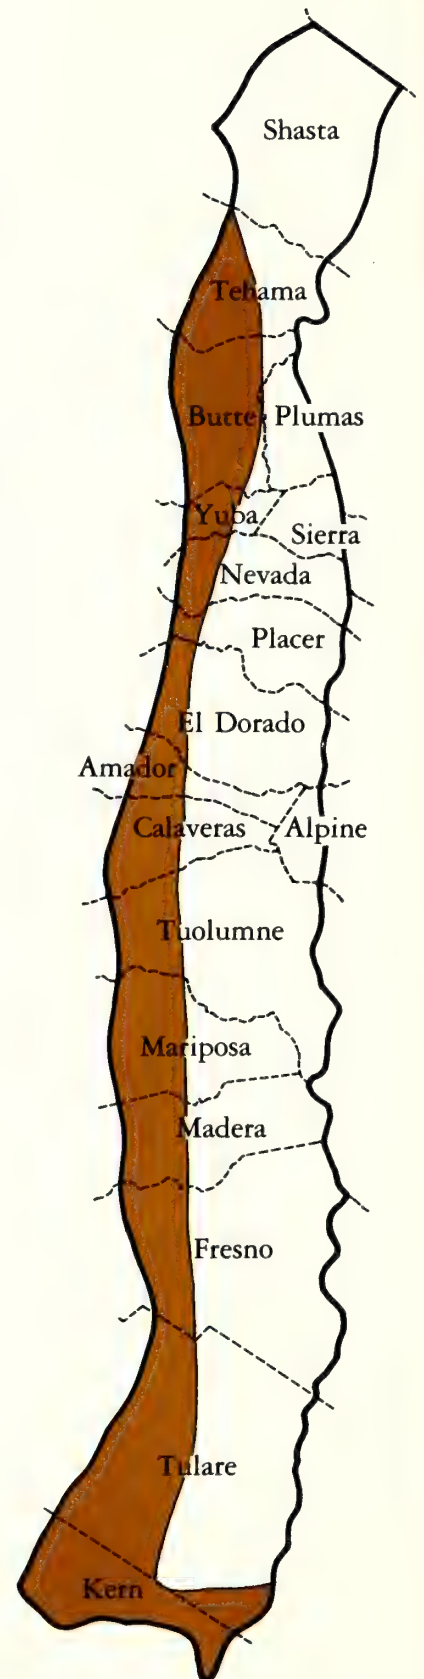 Shasta
Tehama
Butte Plumas
Yuba
Sierra
Nevada
Placer
El Dorado
Amador
Calaveras Alpine
Tuolumne
Mariposa
Madera
Fresno
Tulare
Kern